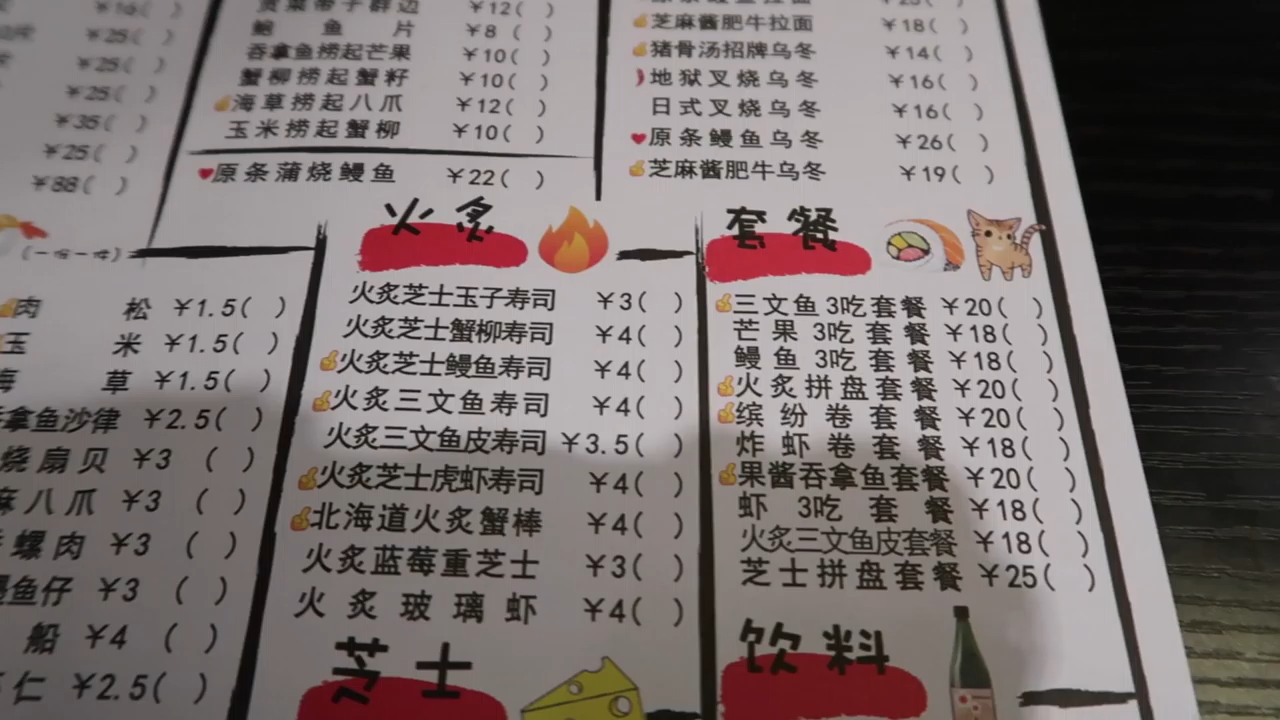 ¥16( )
¥25( )
¥25( )
¥25( )
¥35( )
¥25( )
¥88( )
贡菜带子群边 ¥12( )
鲍鱼片 ¥8( )
吞拿鱼捞起芒果 ¥10( )
蟹柳捞起蟹籽 ¥10( )
海草捞起八爪 ¥12( )
玉米捞起蟹柳 ¥10( )
原条蒲烧鳗鱼 ¥22( )
芝麻酱肥牛拉面 ¥18( )
猪骨汤招牌乌冬 ¥14( )
地狱叉烧乌冬 ¥16( )
日式叉烧乌冬 ¥16( )
原条鳗鱼乌冬 ¥26( )
芝麻酱肥牛乌冬 ¥19( )
肉松 ¥1.5( )
玉米 ¥1.5( )
海草 ¥1.5( )
拿鱼沙律 ¥2.5( )
烧扇贝 ¥3( )
麻八爪 ¥3( )
螺肉 ¥3( )
鱼仔 ¥3( )
船 ¥4( )
仁 ¥2.5( )
火炙
火炙芝士玉子寿司 ¥3( )
火炙芝士蟹柳寿司 ¥4( )
火炙芝士鳗鱼寿司 ¥4( )
火炙三文鱼寿司 ¥4( )
火炙三文鱼皮寿司 ¥3.5( )
火炙芝士虎虾寿司 ¥4( )
北海道火炙蟹棒 ¥4( )
火炙蓝莓重芝士 ¥3( )
火炙玻璃虾 ¥4( )
芝士
套餐
三文鱼3吃套餐 ¥20( )
芒果3吃套餐 ¥18( )
鳗鱼3吃套餐 ¥18( )
火炙拼盘套餐 ¥20( )
缤纷卷套餐 ¥20( )
炸虾卷套餐 ¥18( )
果酱吞拿鱼套餐 ¥20( )
虾3吃套餐 ¥18( )
火炙三文鱼皮套餐 ¥18( )
芝士拼盘套餐 ¥25( )
饮料